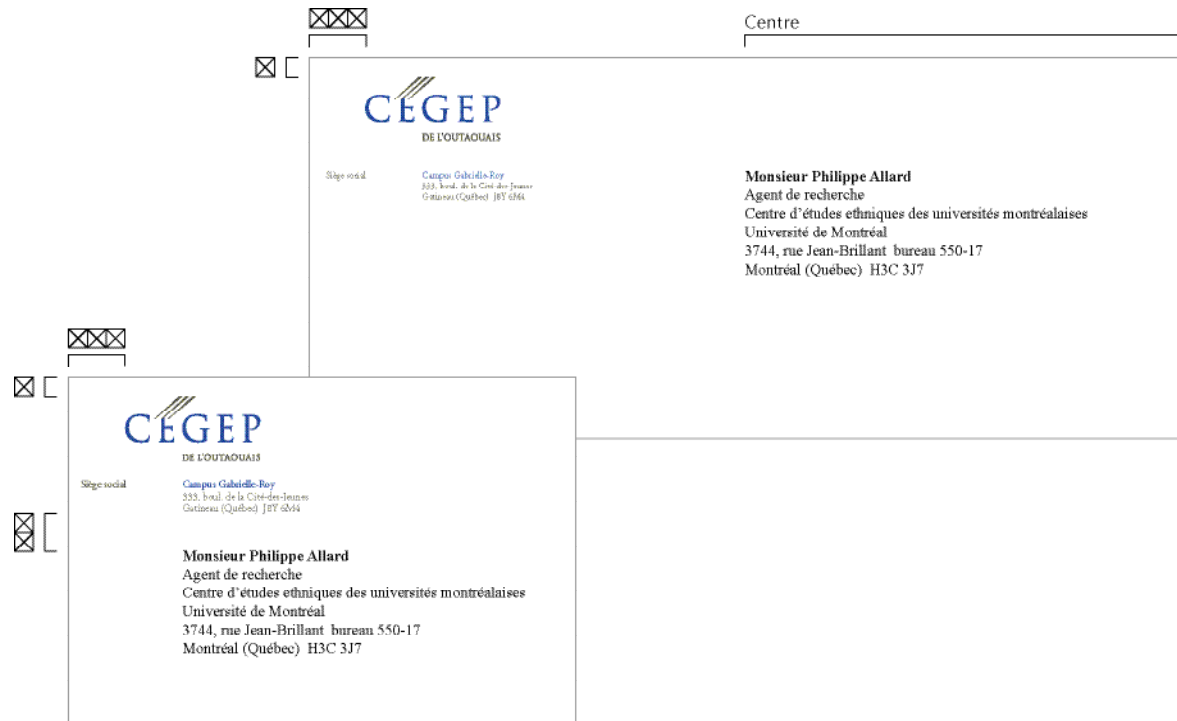 Centre
CÉGEP
DE L'OUTAOUAIS
Siège social
Campus Gabrielle-Roy
333, boul. de la Cité-des-Jeunes
Gatineau (Québec)  J8Y 6M4
Monsieur Philippe Allard
Agent de recherche
Centre d'études ethniques des universités montréalaises
Université de Montréal
3744, rue Jean-Brillant  bureau 550-17
Montréal (Québec)  H3C 3J7
CÉGEP
DE L'OUTAOUAIS
Siège social
Campus Gabrielle-Roy
333, boul. de la Cité-des-Jeunes
Gatineau (Québec)  J8Y 6M4
Monsieur Philippe Allard
Agent de recherche
Centre d'études ethniques des universités montréalaises
Université de Montréal
3744, rue Jean-Brillant  bureau 550-17
Montréal (Québec)  H3C 3J7